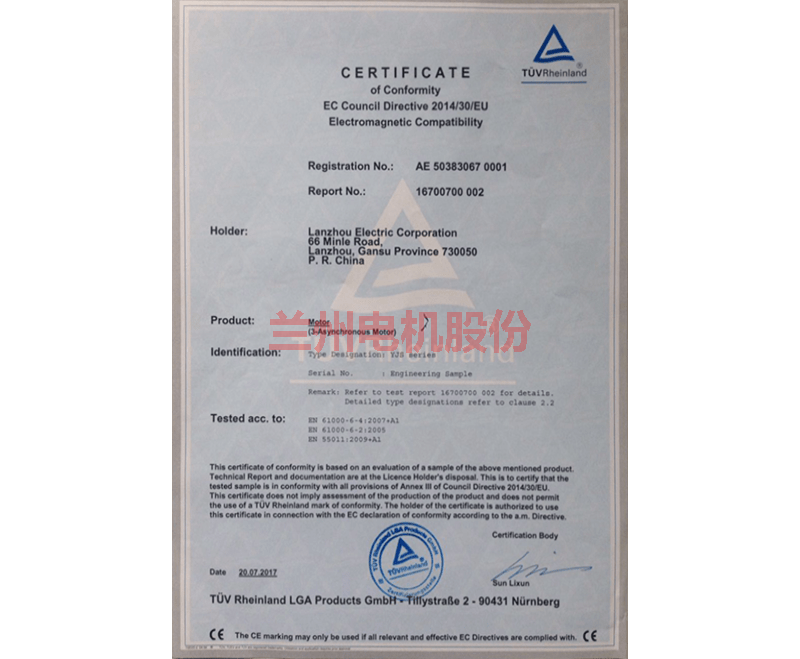 TÜVRheinland®
CERTIFICATE
of Conformity
EC Council Directive 2014/30/EU
Electromagnetic Compatibility
Registration No.: AE 50383067 0001
Report No.: 16700700 002
Holder: Lanzhou Electric Corporation
66 Minle Road,
Lanzhou, Gansu Province 730050
P. R. China
Product: Motor
(3-Asynchronous Motor)
兰州电机股份
TÜVRheinland
Identification: Type Designation: YJS series
Serial No. : Engineering Sample
Remark: Refer to test report 16700700 002 for details.
Detailed type designations refer to clause 2.2
Tested acc. to: EN 61000-6-4:2007+A1
EN 61000-6-2:2005
EN 55011:2009+A1
This certificate of conformity is based on an evaluation of a sample of the above mentioned product.
Technical Report and documentation are at the Licence Holder's disposal. This is to certify that the
tested sample is in conformity with all provisions of Annex III of Council Directive 2014/30/EU.
This certificate does not imply assessment of the production of the product and does not permit
the use of a TÜV Rheinland mark of conformity. The holder of the certificate is authorized to use
this certificate in connection with the EC declaration of conformity according to the a.m. Directive.
Certification Body
TÜV Rheinland LGA Products GmbH
TÜVRheinland
Zertifizierungsstelle
Date 20.07.2017
Sun Lixun
TÜV Rheinland LGA Products GmbH - Tillystraße 2 - 90431 Nürnberg
CE The CE marking may only be used if all relevant and effective EC Directives are complied with. CE